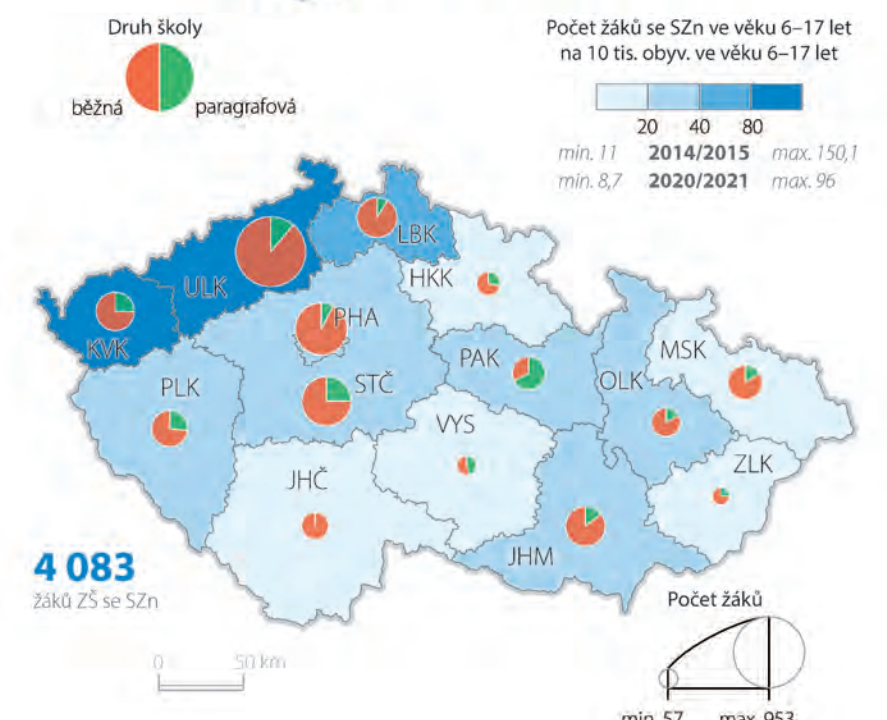 Druh školy
běžná
paragrafová
Počet žáků se SZn ve věku 6–17 let
na 10 tis. obyv. ve věku 6–17 let
20 40 80
min. 11 2014/2015 max. 150,1
min. 8,7 2020/2021 max. 96
LBK
ULK
HKK
KVK
PHA
PLK
STČ
PAK
OLK
MSK
VYS
ZLK
JHČ
JHM
4 083
žáků ZŠ se SZn
0 50 km
Počet žáků
min. 57 max. 953